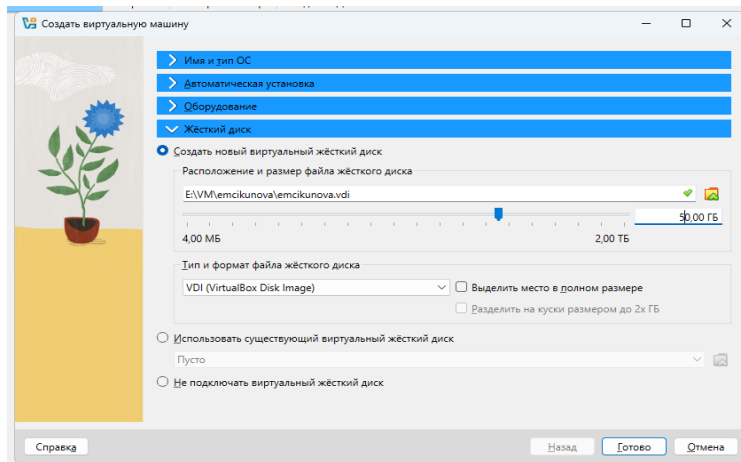 Создать виртуальную машину
Имя и тип ОС
Автоматическая установка
Оборудование
Жёсткий диск
Создать новый виртуальный жёсткий диск
Расположение и размер файла жёсткого диска
E:\VM\emcikunova\emcikunova.vdi
50,00 ГБ
4,00 МБ
2,00 ТБ
Тип и формат файла жёсткого диска
VDI (VirtualBox Disk Image)
Выделить место в полном размере
Разделить на куски размером до 2х ГБ
Использовать существующий виртуальный жёсткий диск
Пусто
Не подключать виртуальный жёсткий диск
Справка
Назад
Готово
Отмена